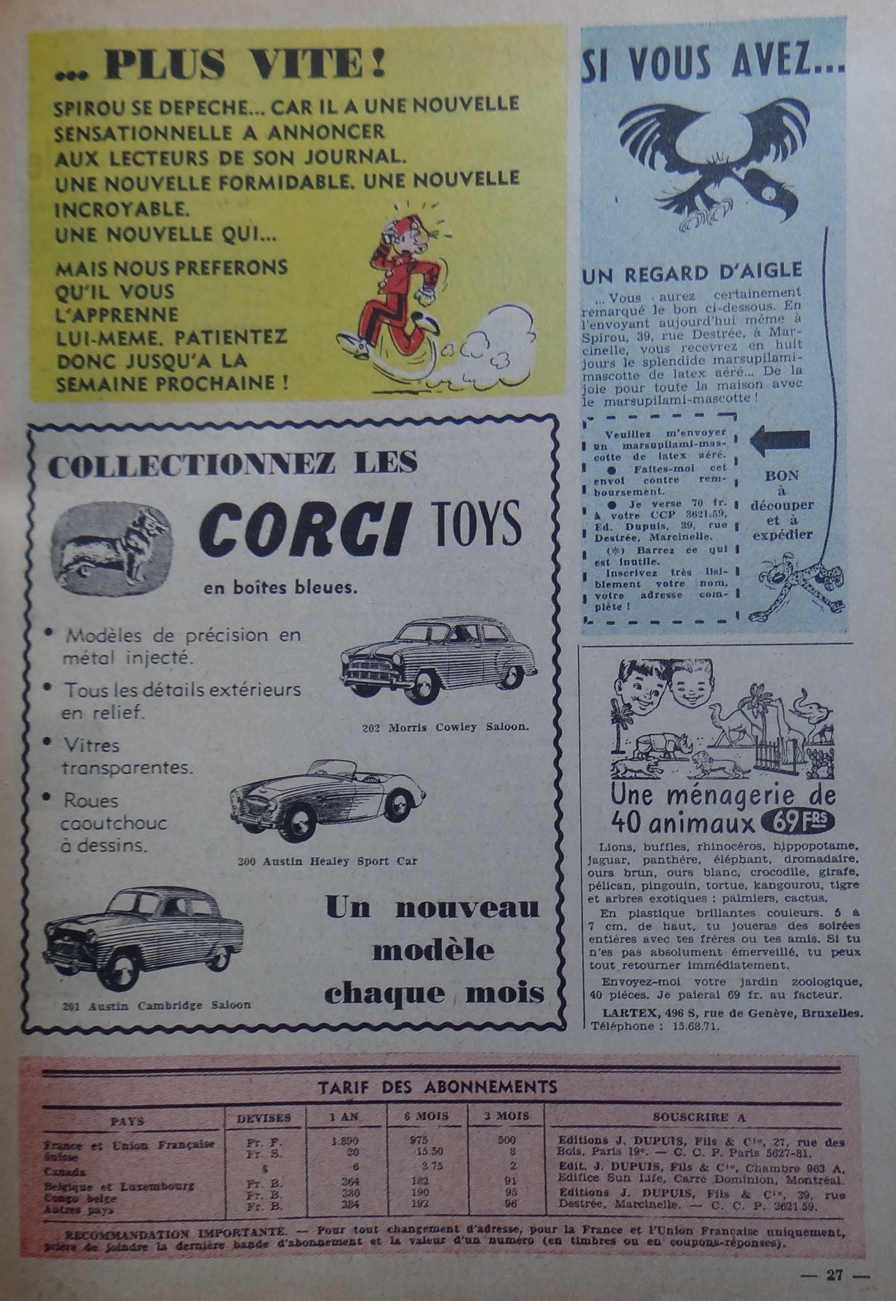 ... PLUS VITE !
SPIROU SE DEPECHE... CAR IL A UNE NOUVELLE
SENSATIONNELLE A ANNONCER
AUX LECTEURS DE SON JOURNAL.
UNE NOUVELLE FORMIDABLE. UNE NOUVELLE
INCROYABLE.
UNE NOUVELLE QUI...
MAIS NOUS PREFERONS
QU'IL VOUS
L'APPRENNE
LUI-MEME. PATIENTEZ
DONC JUSQU'A LA
SEMAINE PROCHAINE !
SI VOUS AVEZ...
UN REGARD D'AIGLE
...Vous aurez certainement
remarqué le bon ci-dessous. En
l'envoyant aujourd'hui même à
Spirou, 39, rue Destrée, à Mar-
cinelle, vous recevrez en huit
jours le splendide marsupilami-
mascotte de latex aéré... De la
joie pour toute la maison avec
le marsupilami-mascotte !
Veuillez m'envoyer
un marsupilami-mas-
cotte de latex aéré.
● Faites-moi cet
envoi contre rem-
boursement.
● Je verse 70 fr.
à votre CCP 3621.59,
Ed. Dupuis, 39, rue
Destrée, Marcinelle.
(*) Barrez ce qui
est inutile.
Inscrivez très lisi-
blement votre nom,
votre adresse com-
plète !
BON
à
découper
et à
expédier
COLLECTIONNEZ LES
CORGI TOYS
en boîtes bleues.
• Modèles de précision en
métal injecté.
• Tous les détails extérieurs
en relief.
• Vitres
transparentes.
• Roues
caoutchouc
à dessins.
202 Morris Cowley Saloon.
300 Austin Healey Sport Car
201 Austin Cambridge Saloon
Un nouveau
modèle
chaque mois
Une ménagerie de
40 animaux 69 FRS
Lions, buffles, rhinocéros, hippopotame,
jaguar, panthère, éléphant, dromadaire,
ours brun, ours blanc, crocodile, girafe,
pélican, pingouin, tortue, kangourou, tigre
et arbres exotiques : palmiers, cactus.
En plastique brillantes couleurs. 5 à
7 cm. de haut, tu joueras des soirées
entières avec tes frères ou tes amis. Si tu
n'es pas absolument émerveillé, tu peux
tout retourner immédiatement.
Envoyez-moi votre jardin zoologique,
40 pièces. Je paierai 69 fr. au facteur.
LARTEX, 496 S, rue de Genève, Bruxelles.
Téléphone : 15.68.71.
TARIF DES ABONNEMENTS
PAYS DEVISES 1 AN 6 MOIS 3 MOIS SOUSCRIRE A
France et Union Française Fr. F. 1.890 975 500 Editions J. DUPUIS, Fils & Cie, 27, rue des
Suisse Fr. S. 30 15.50 8 Bois, Paris 19e. — C. C. P. Paris 5627-81.
Canada $ 6 3.75 2 Edit. J. DUPUIS, Fils & Cie, Chambre 963 A,
Edifice Sun Life, Carré Dominion, Montréal.
Belgique et Luxembourg Fr. B. 364 182 91
Congo belge Fr. B. 380 190 95 Editions J. DUPUIS, Fils & Cie, 39, rue
Autres pays Fr. B. 384 192 96 Destrée, Marcinelle. — C. C. P. 3621.59.
RECOMMANDATION IMPORTANTE. — Pour tout changement d'adresse, pour la France et l'Union Française uniquement,
prière de joindre la dernière bande d'abonnement et la valeur d'un numéro (en timbres ou en coupons-réponses).
— 27 —